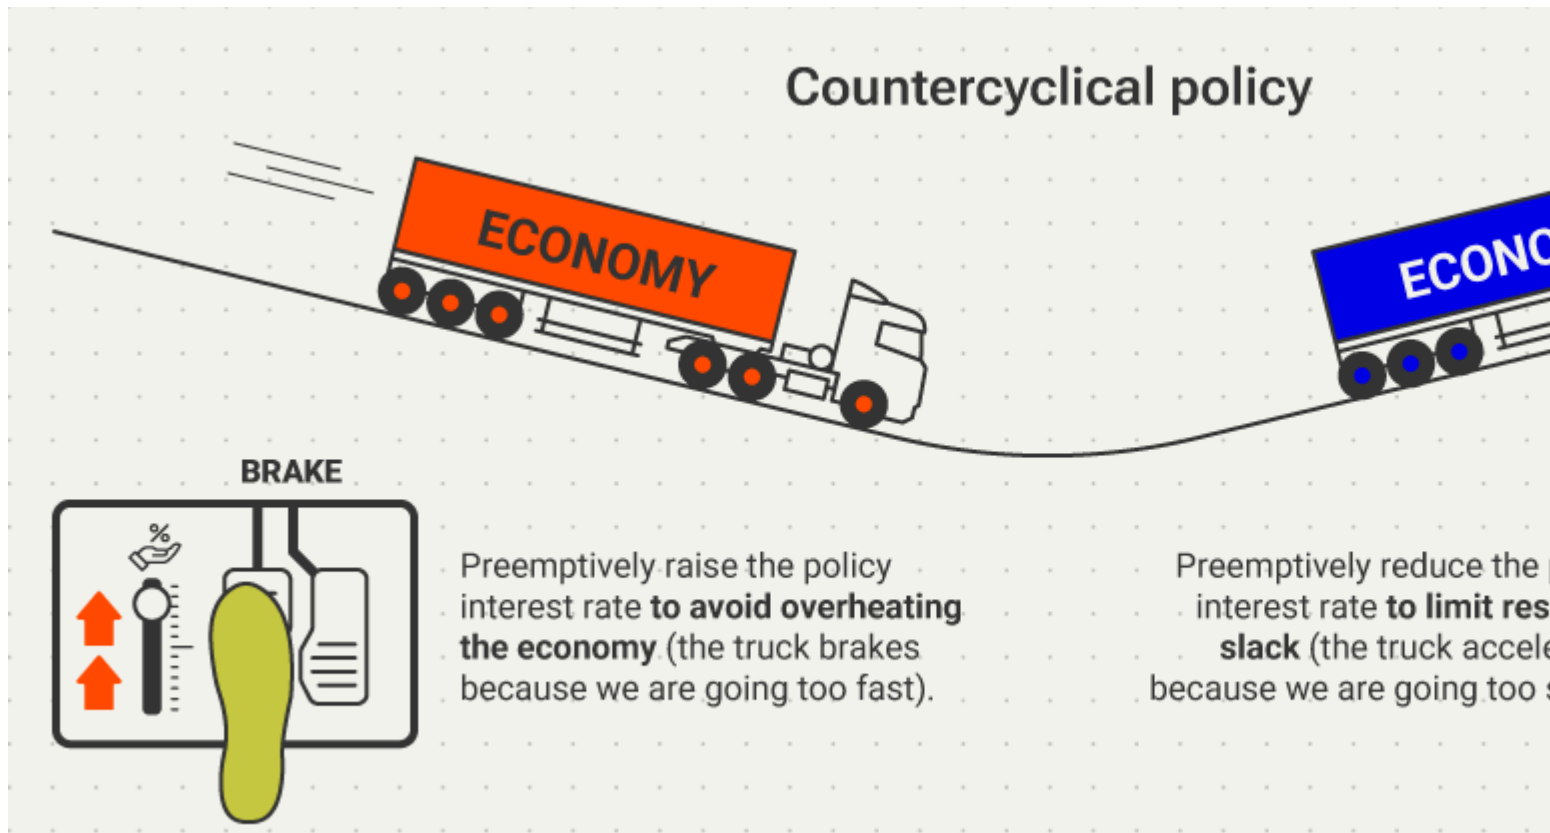 Countercyclical policy
ECONOMY
BRAKE
%
Preemptively raise the policy
interest rate to avoid overheating
the economy (the truck brakes
because we are going too fast).
Preemptively reduce the
interest rate to limit
slack (the truck
because we are going too